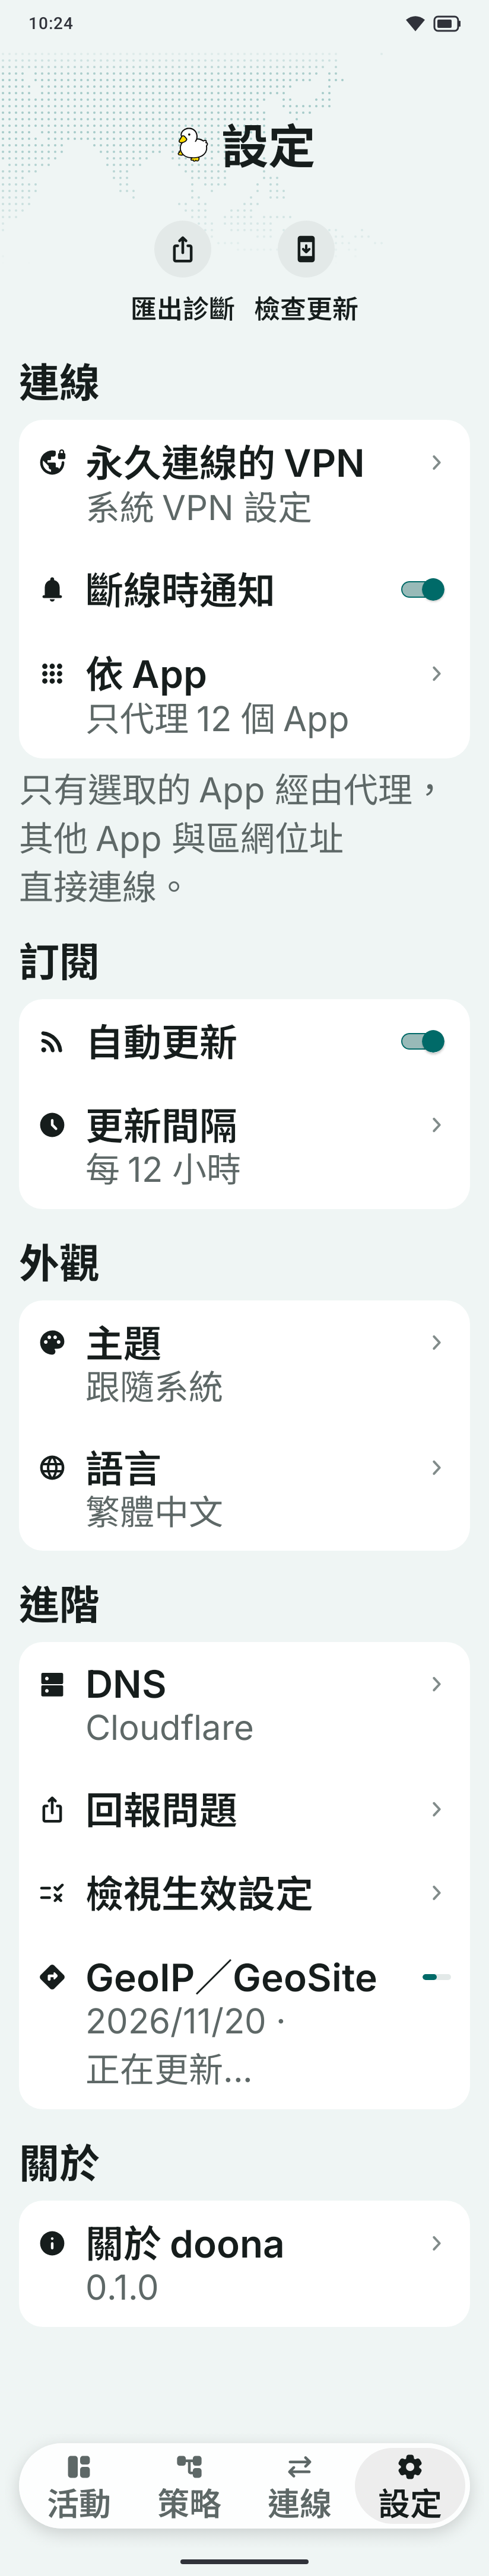 10:24
設定
匯出診斷 檢查更新
連線
永久連線的 VPN
系統 VPN 設定
斷線時通知
依 App
只代理 12 個 App
只有選取的 App 經由代理，
其他 App 與區網位址
直接連線。
訂閱
自動更新
更新間隔
每 12 小時
外觀
主題
跟隨系統
語言
繁體中文
進階
DNS
Cloudflare
回報問題
檢視生效設定
GeoIP／GeoSite
2026/11/20 ·
正在更新...
關於
關於 doona
0.1.0
活動 策略 連線 設定